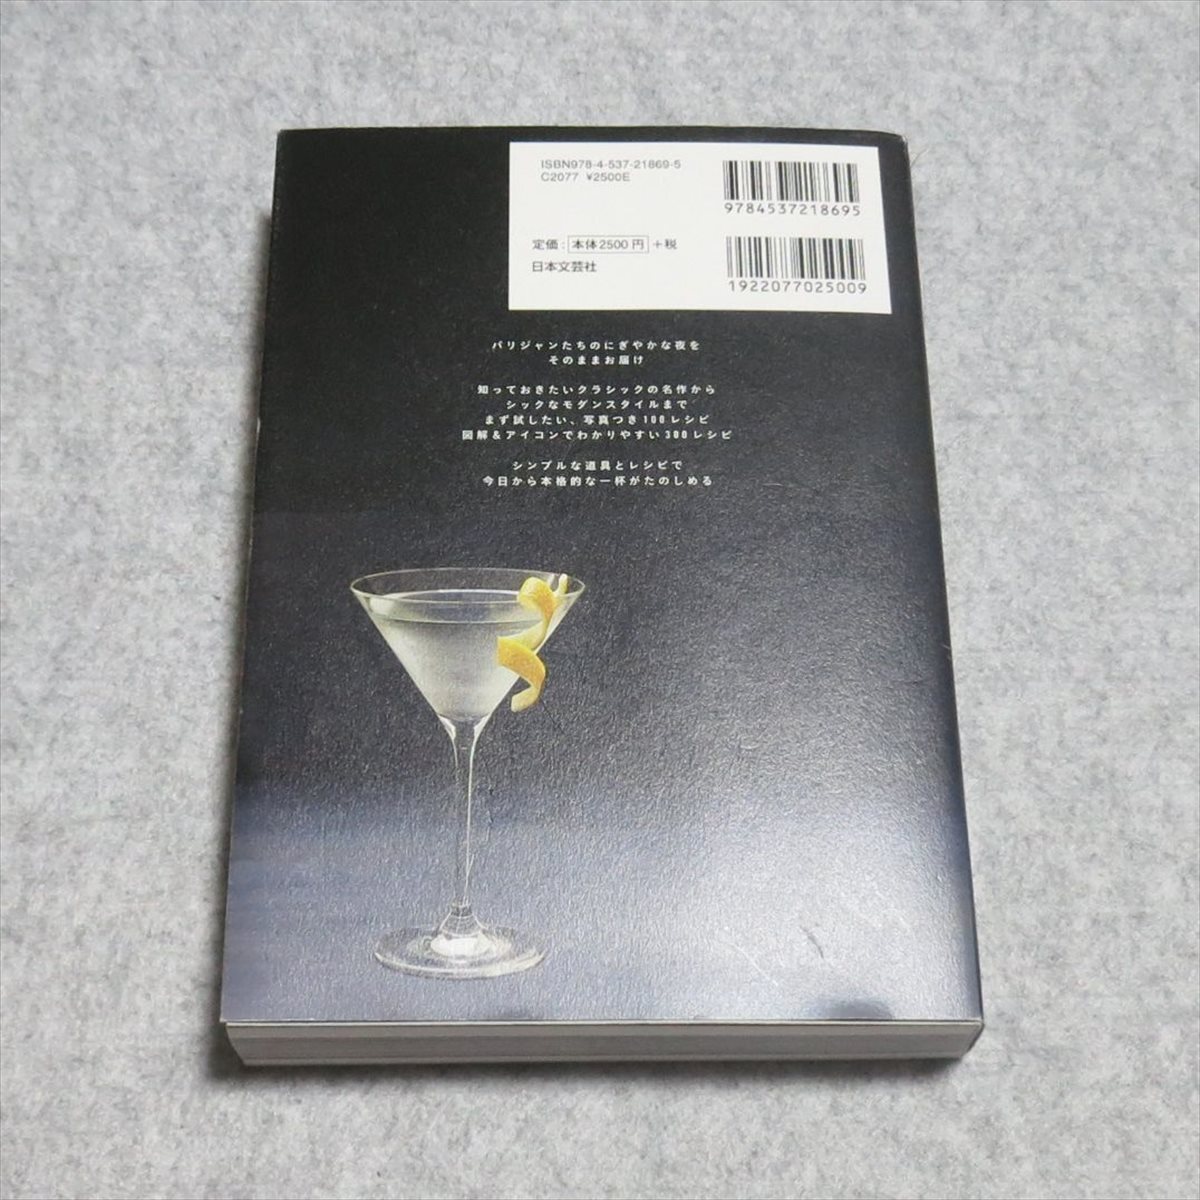 ISBN978-4-537-21869-5
C2077 ¥2500E
9784537218695
定価：本体2500円＋税
日本文芸社
1922077025009
パリジャンたちのにぎやかな夜を
そのままお届け
知っておきたいクラシックの名作から
シックなモダンスタイルまで
まず試したい、写真つき100レシピ
図解＆アイコンでわかりやすい300レシピ
シンプルな道具とレシピで
今日から本格的な一杯がたのしめる